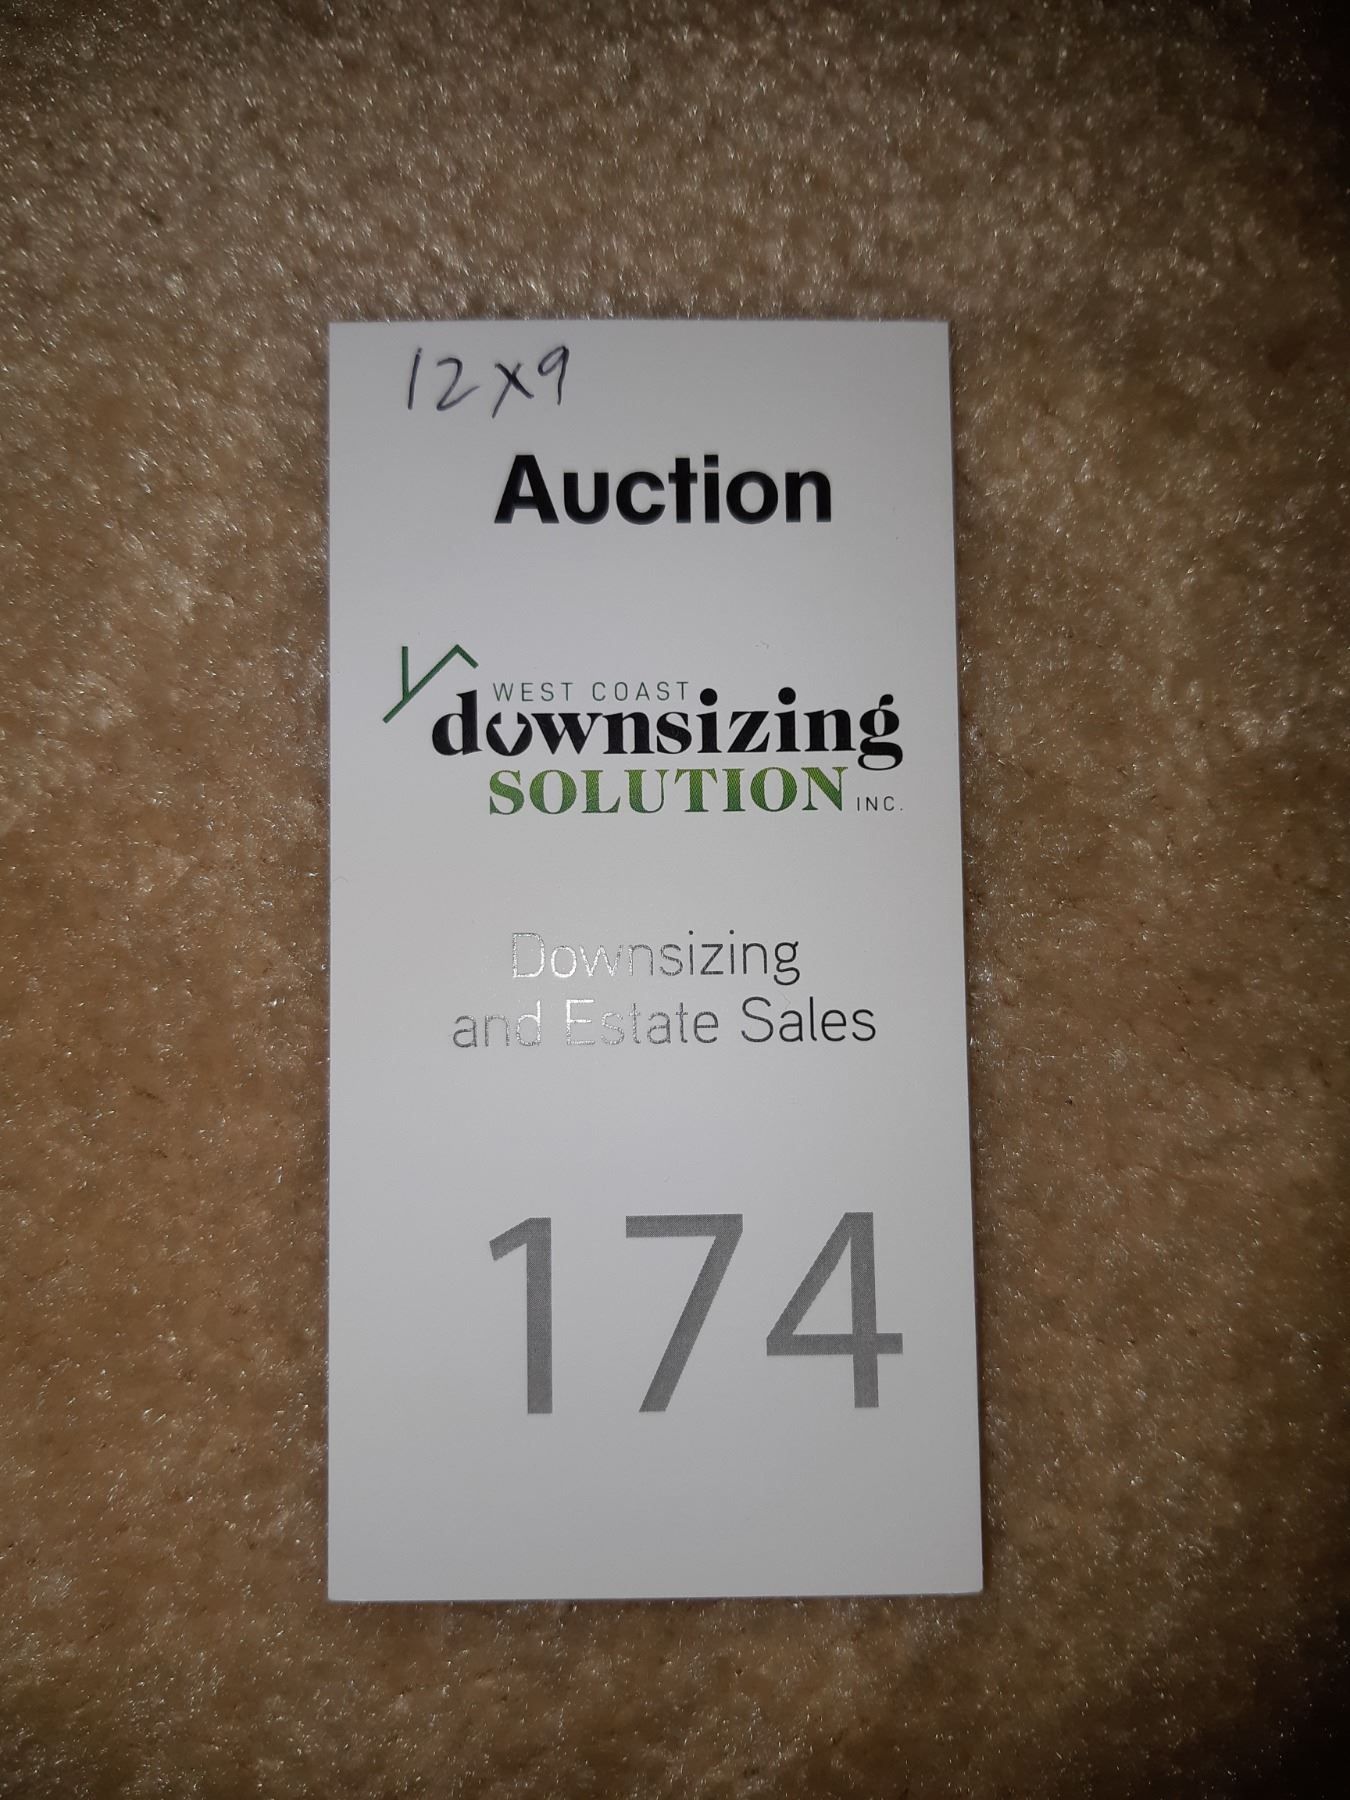 12x9
Auction
WEST COAST
downsizing
SOLUTION INC.
Downsizing
and Estate Sales
174